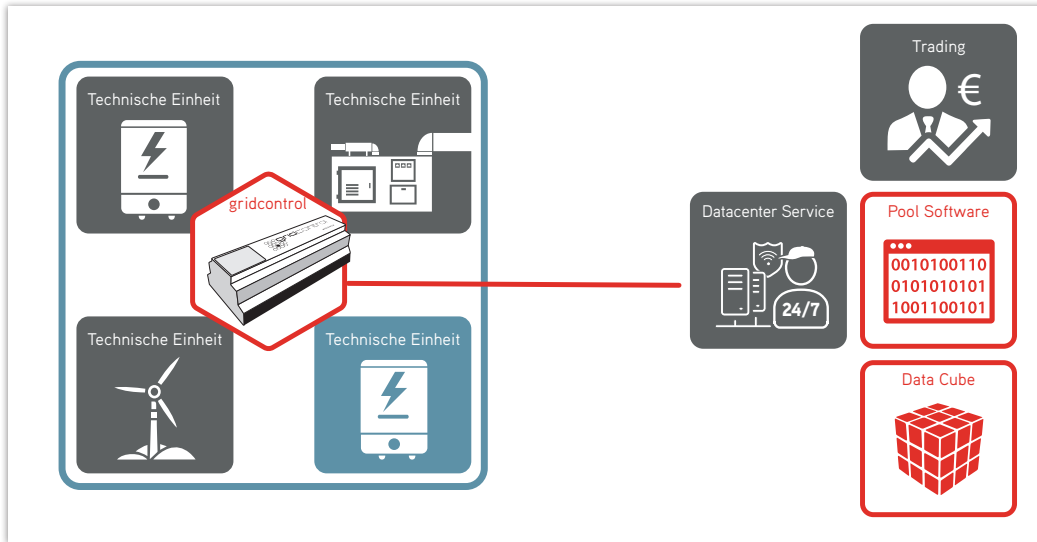 Technische Einheit
Technische Einheit
gridcontrol
gridcontrol
Technische Einheit
Technische Einheit
Trading
€
Datacenter Service
24/7
Pool Software
0010100110
0101010101
1001100101
Data Cube